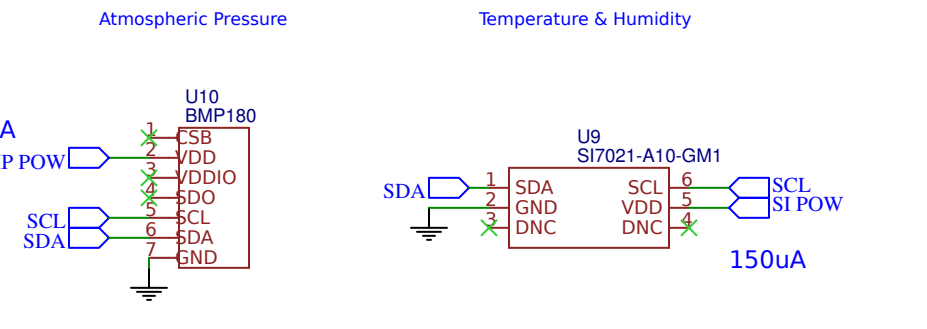 Atmospheric Pressure
Temperature & Humidity
U10
BMP180
A
P POW
1 CSB
2 VDD
3 VDDIO
4 SDO
SCL 5 SCL
SDA 6 SDA
7 GND
U9
SI7021-A10-GM1
SDA 1 SDA SCL 6 SCL
2 GND VDD 5 SI POW
3 DNC DNC 4
150uA